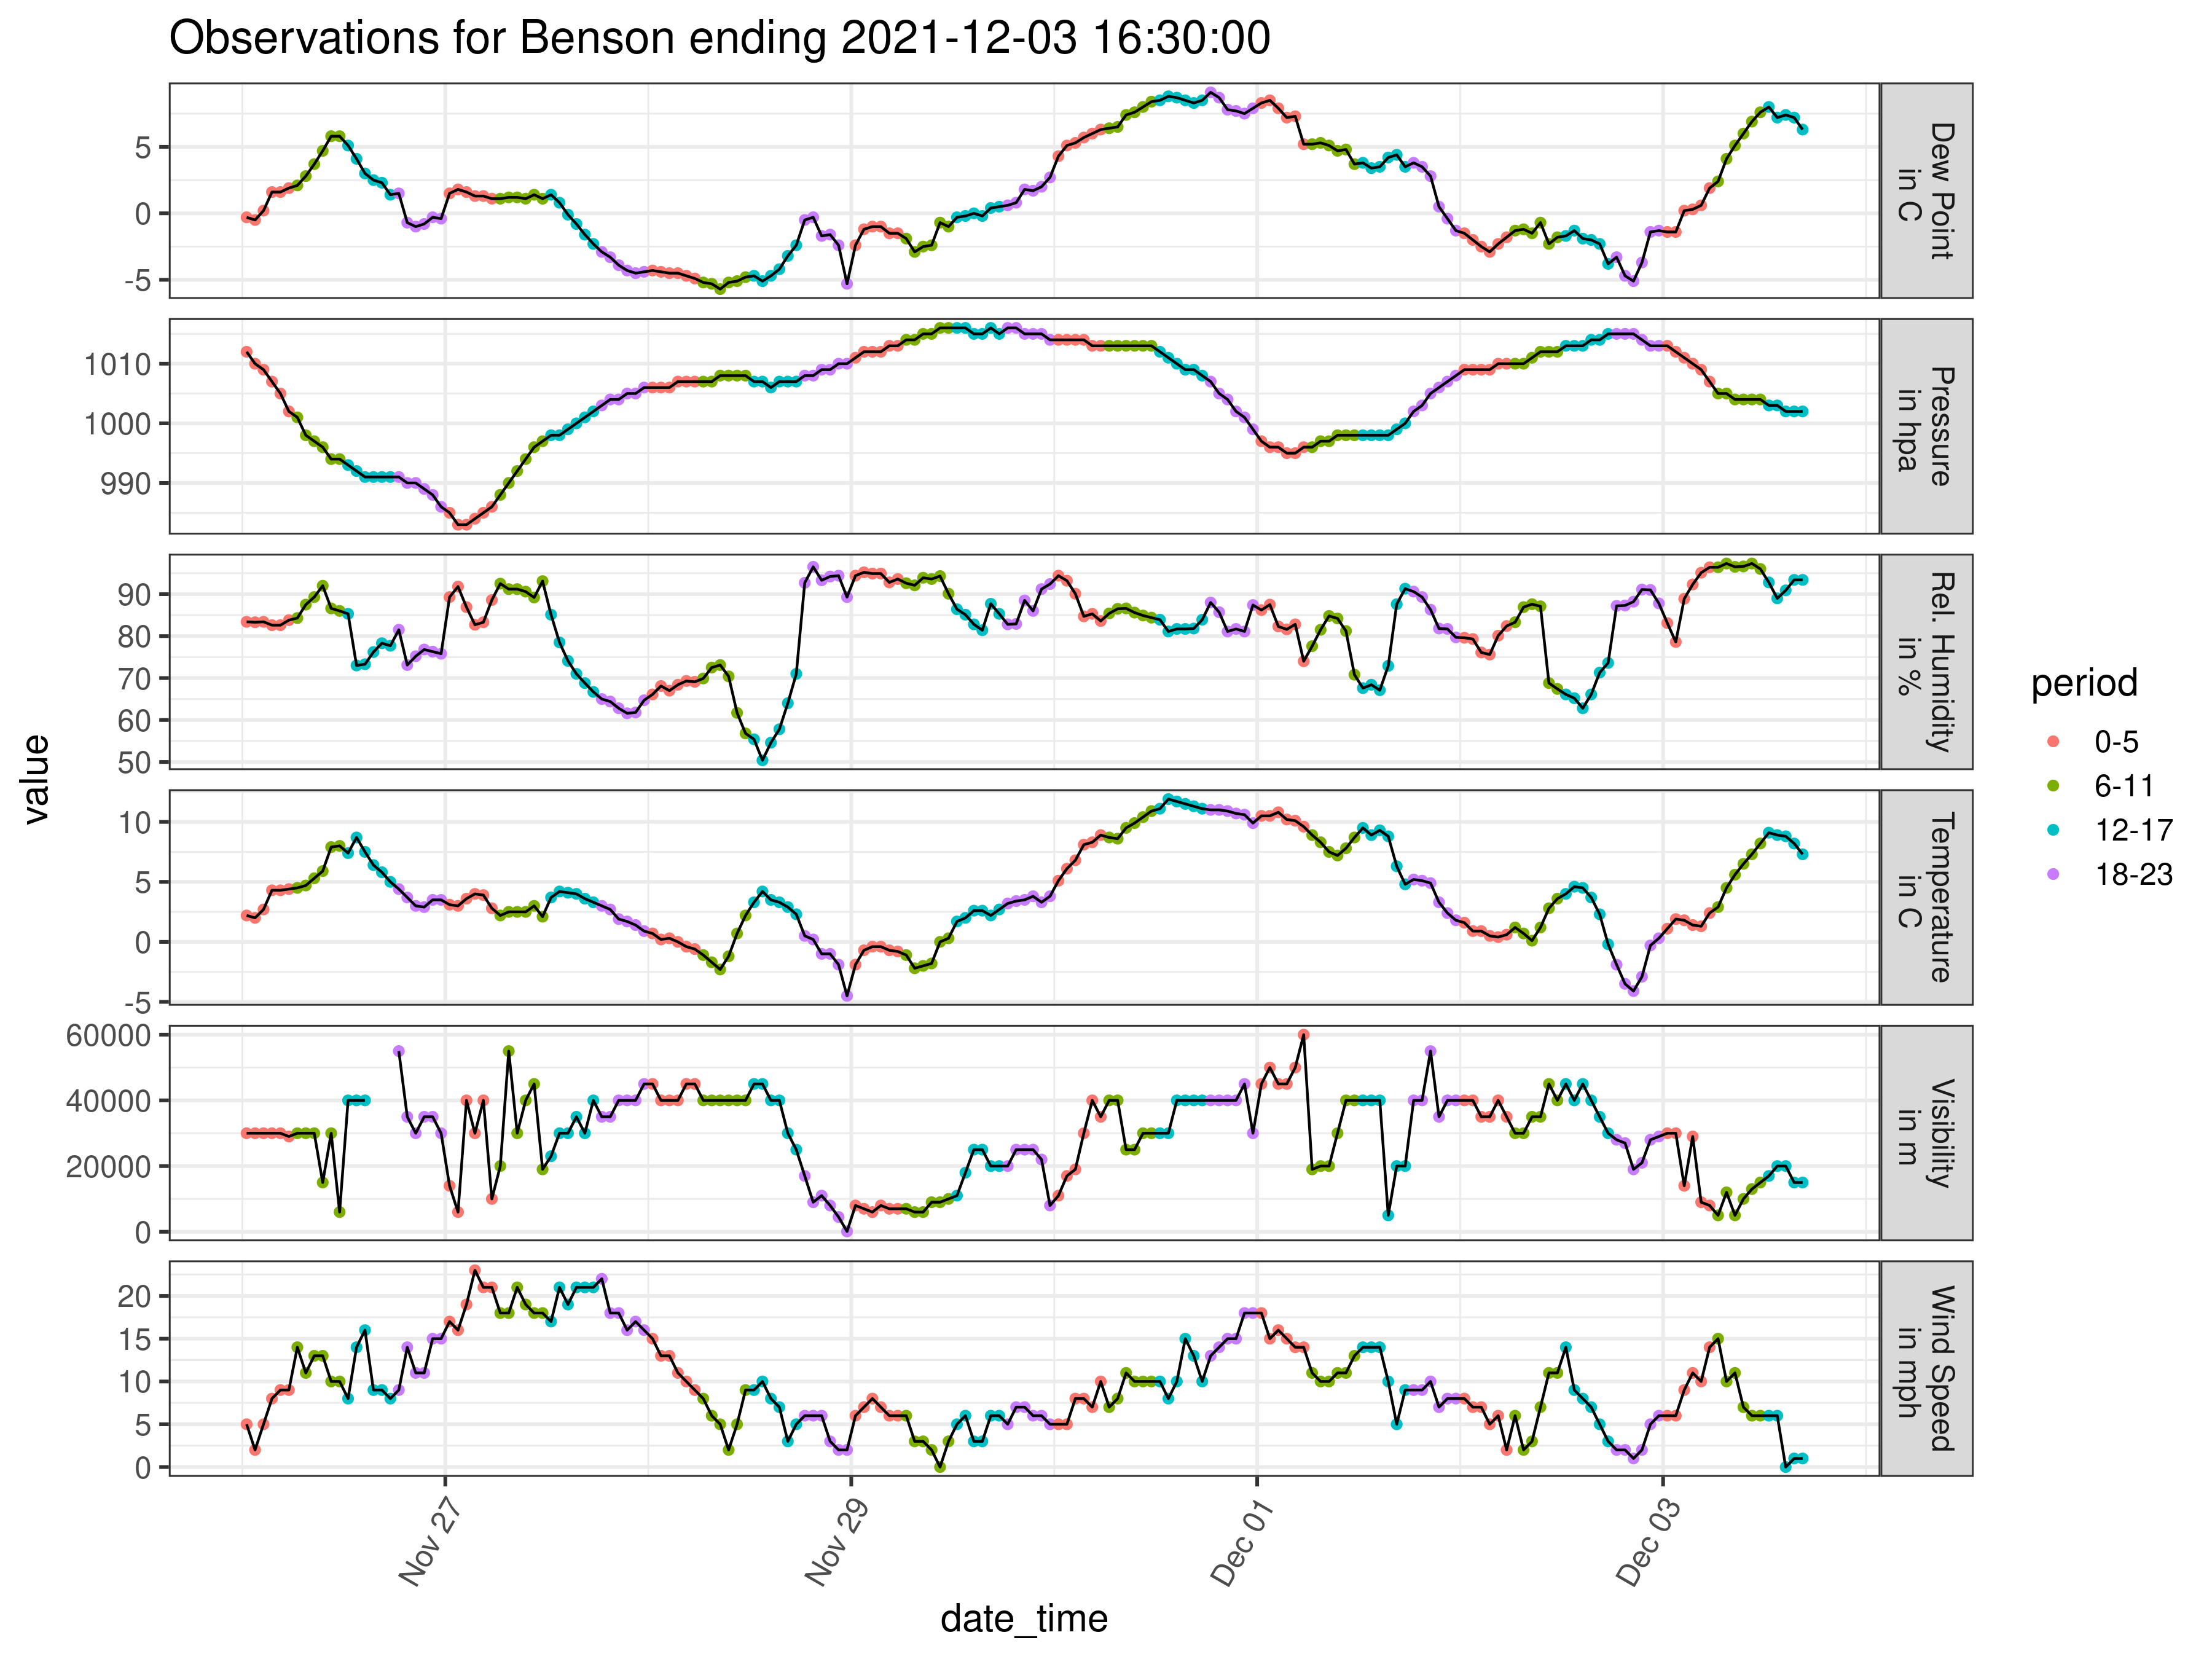 Observations for Benson ending 2021-12-03 16:30:00
value
5
0
-5
Dew Point
in C
1010
1000
990
Pressure
in hpa
90
80
70
60
50
Rel. Humidity
in %
10
5
0
-5
Temperature
in C
60000
40000
20000
0
Visibility
in m
20
15
10
5
0
Wind Speed
in mph
Nov 27
Nov 29
Dec 01
Dec 03
date_time
period
0-5
6-11
12-17
18-23